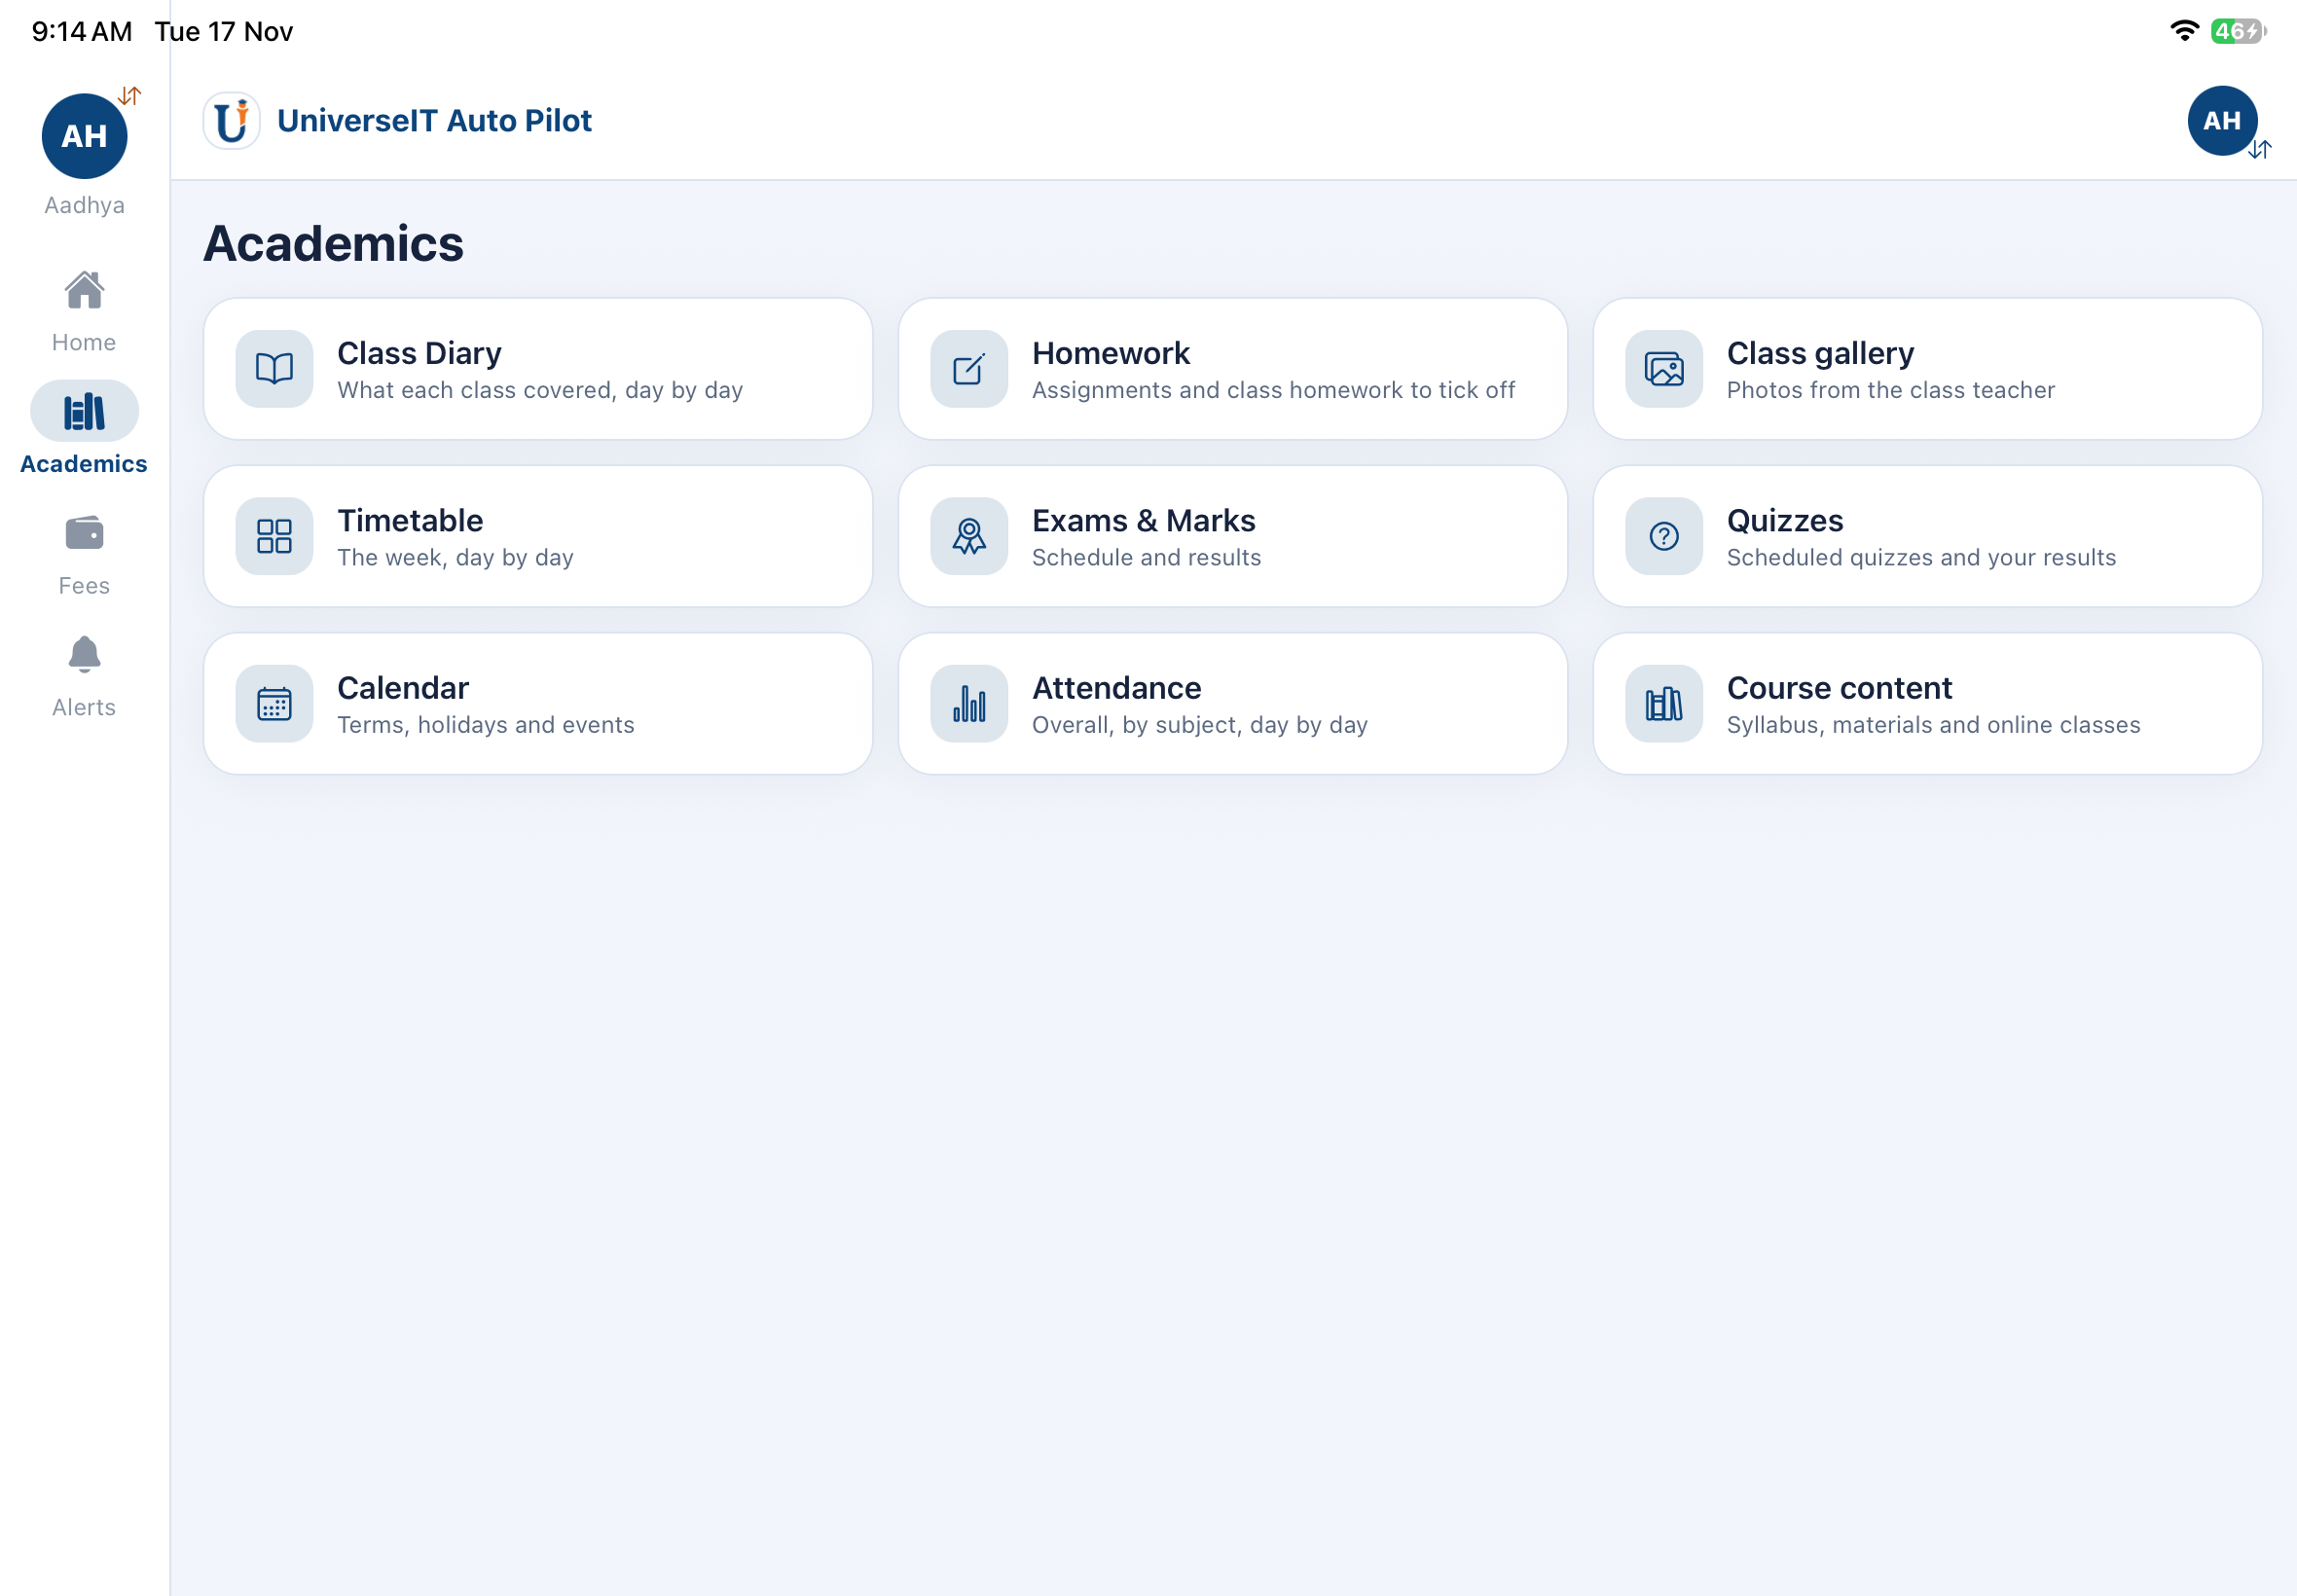 9:14 AM Tue 17 Nov
46
AH
Aadhya
Home
Academics
Fees
Alerts
UniverseIT Auto Pilot
AH
Academics
Class Diary
What each class covered, day by day
Homework
Assignments and class homework to tick off
Class gallery
Photos from the class teacher
Timetable
The week, day by day
Exams & Marks
Schedule and results
Quizzes
Scheduled quizzes and your results
Calendar
Terms, holidays and events
Attendance
Overall, by subject, day by day
Course content
Syllabus, materials and online classes